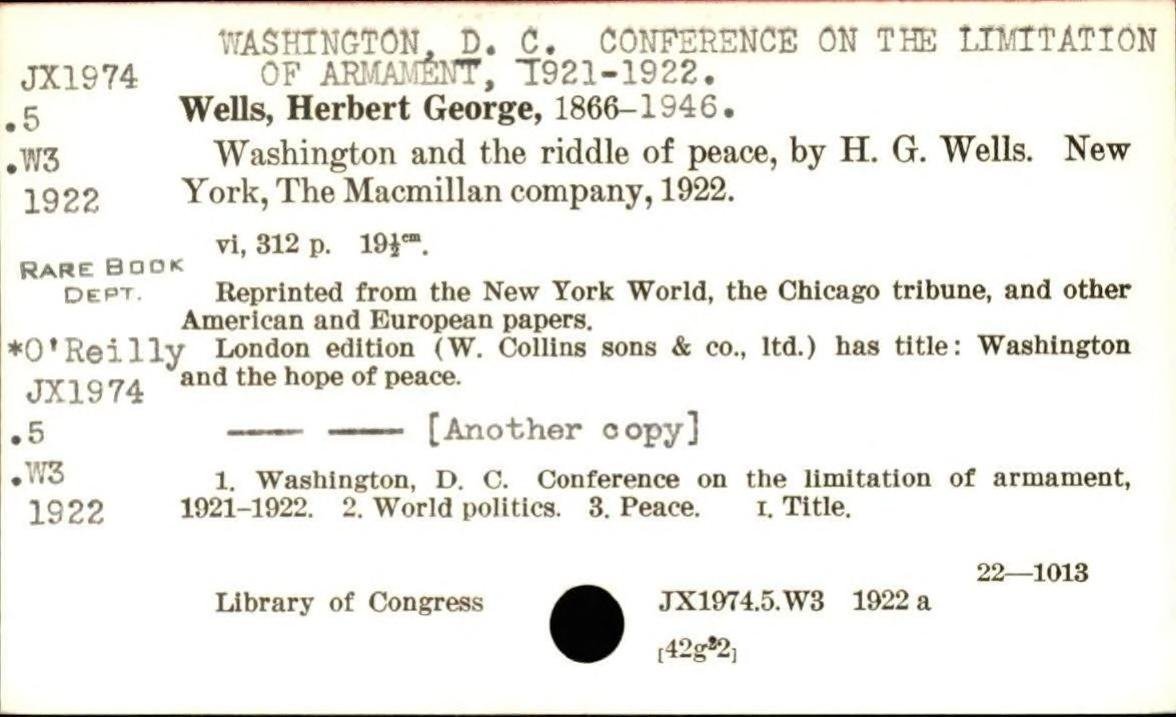 WASHINGTON, D. C. CONFERENCE ON THE LIMITATION
JX1974 OF ARMAMENT, 1921-1922.
.5 Wells, Herbert George, 1866–1946.
.W3 Washington and the riddle of peace, by H. G. Wells. New
1922 York, The Macmillan company, 1922.
vi, 312 p. 19½ᶜᵐ.
RARE BOOK
DEPT. Reprinted from the New York World, the Chicago tribune, and other
American and European papers.
*O'Reilly London edition (W. Collins sons & co., ltd.) has title: Washington
JX1974 and the hope of peace.
.5 —— —— [Another copy]
.W3 1. Washington, D. C. Conference on the limitation of armament,
1922 1921–1922. 2. World politics. 3. Peace. I. Title.
22—1013
Library of Congress JX1974.5.W3 1922 a
[42g²2]